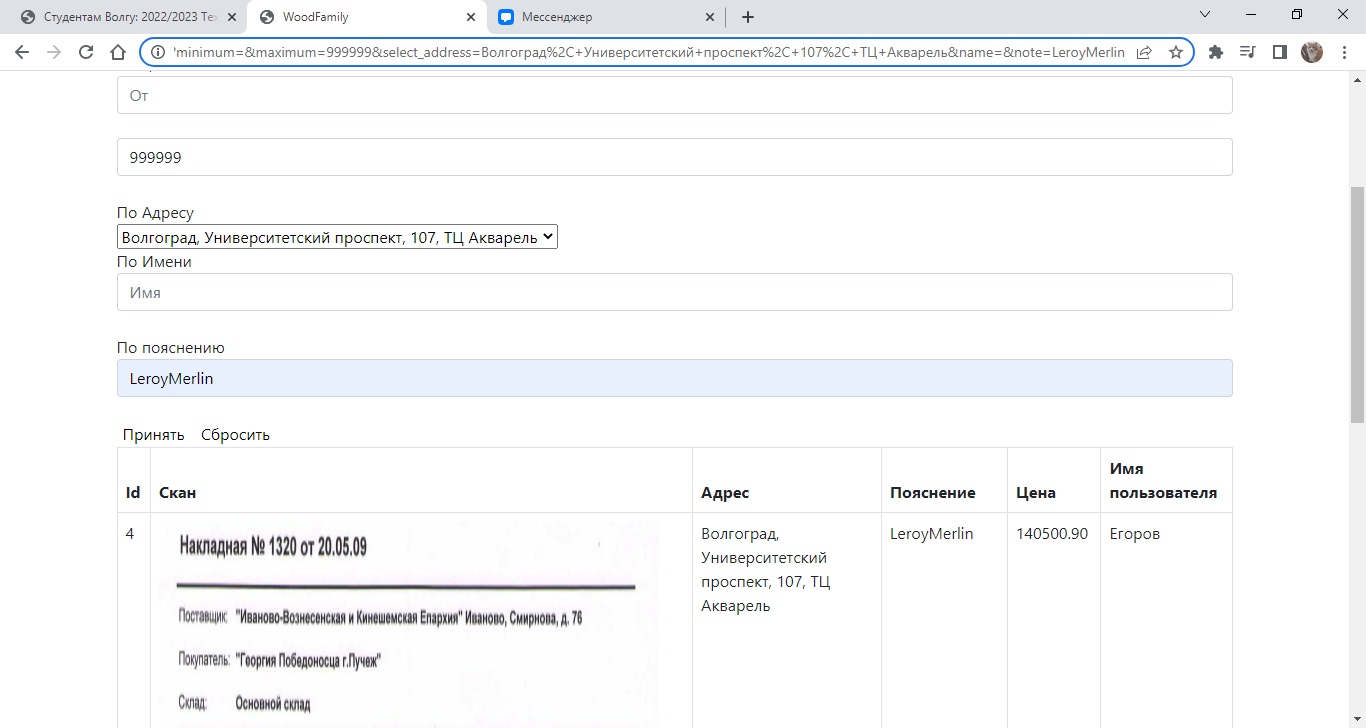 Студентам Волгу: 2022/2023 Тех
WoodFamily
Мессенджер
'minimum=&maximum=999999&select_address=Волгоград%2C+Университетский+проспект%2C+107%2C+ТЦ+Акварель&name=&note=LeroyMerlin
От
999999
По Адресу
Волгоград, Университетский проспект, 107, ТЦ Акварель
По Имени
Имя
По пояснению
LeroyMerlin
Принять Сбросить
Id Скан Адрес Пояснение Цена Имя пользователя
4
Накладная № 1320 от 20.05.09
Поставщик: "Иваново-Вознесенская и Кинешемская Епархия" Иваново, Смирнова, д. 76
Покупатель: "Георгия Победоносца г.Пучеж"
Склад: Основной склад
Волгоград,
Университетский
проспект, 107, ТЦ
Акварель
LeroyMerlin
140500.90
Егоров